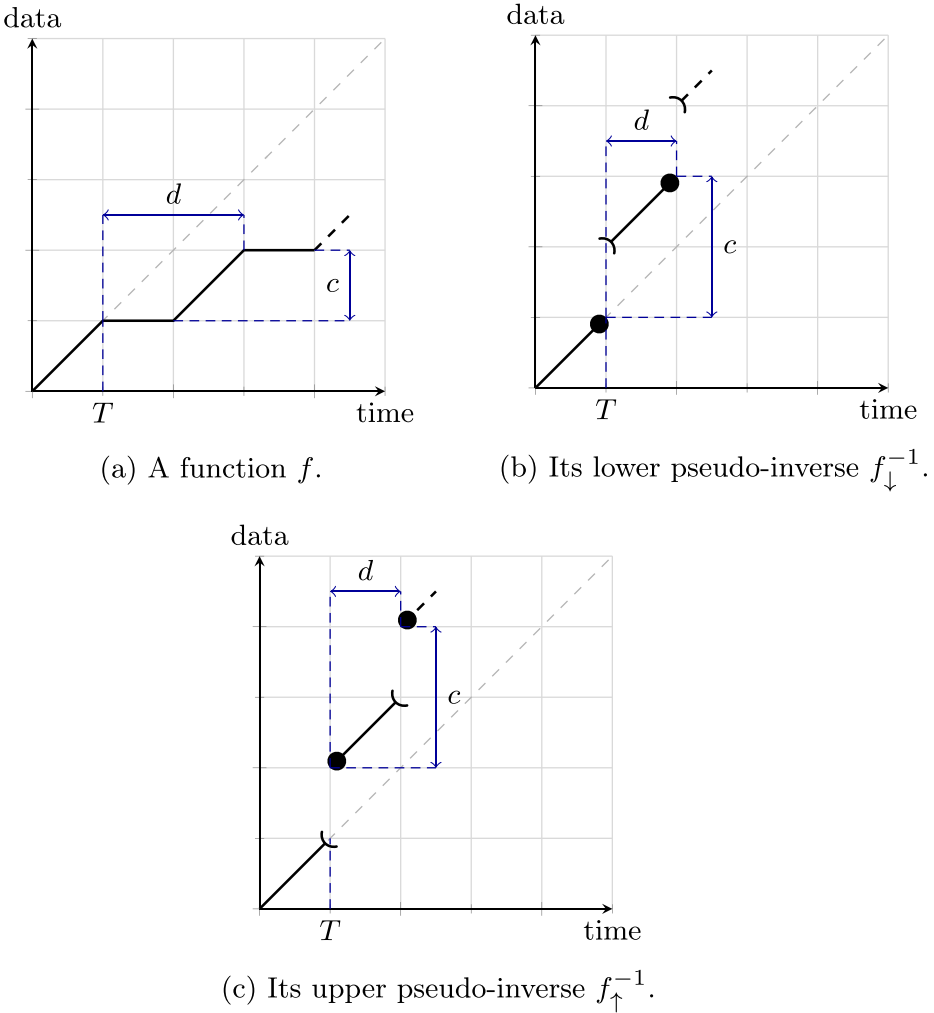 data
d
c
T
time
(a) A function f.
data
d
c
T
time
(b) Its lower pseudo-inverse f↓⁻¹.
data
d
c
T
time
(c) Its upper pseudo-inverse f↑⁻¹.